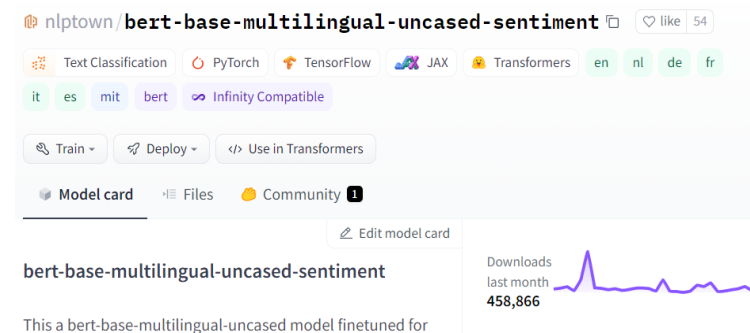 nlptown/bert-base-multilingual-uncased-sentiment like 54
Text Classification PyTorch TensorFlow JAX Transformers en nl de fr
it es mit bert Infinity Compatible
Train Deploy </> Use in Transformers
Model card Files Community 1
Edit model card
bert-base-multilingual-uncased-sentiment
This a bert-base-multilingual-uncased model finetuned for
Downloads
last month
458,866